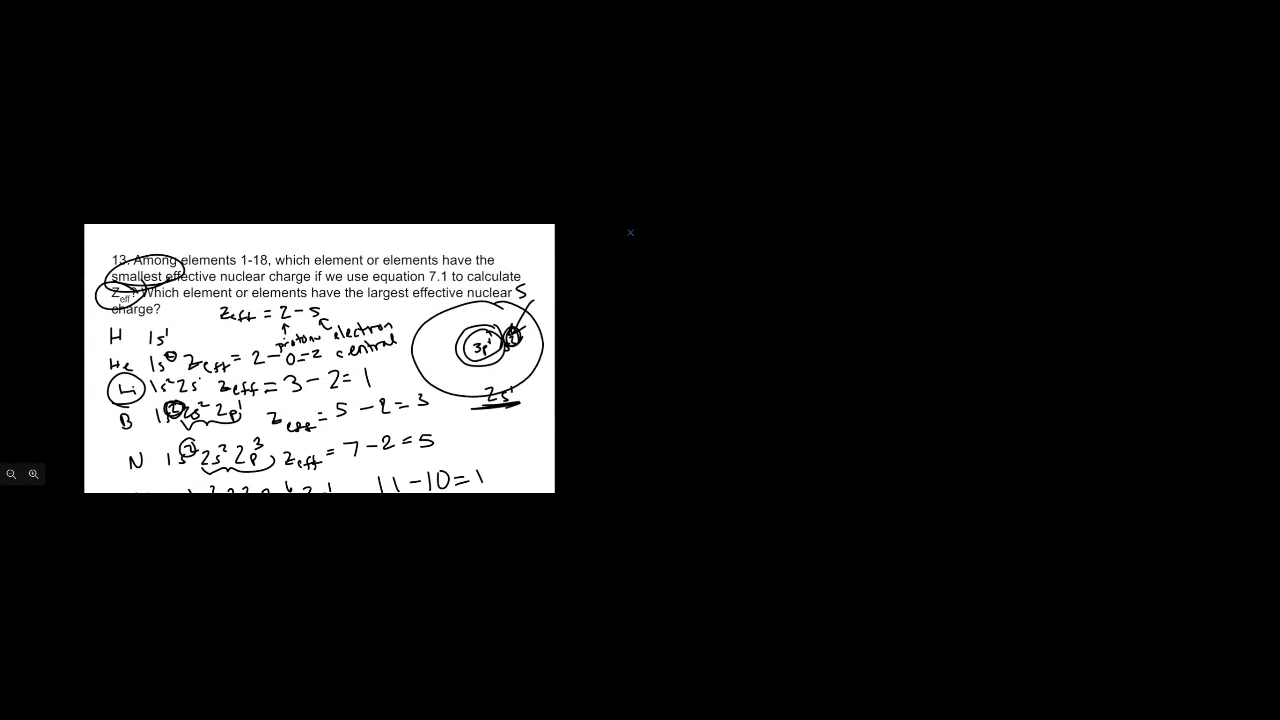 13. Among elements 1-18, which element or elements have the
smallest effective nuclear charge if we use equation 7.1 to calculate
Zeff? Which element or elements have the largest effective nuclear
charge?
S
Zeff = Z - S
proton electron
central
H 1s¹
He 1s² Zeff = 2 - 0 = 2
Li 1s² 2s¹ Zeff = 3 - 2 = 1
3p⁺
2s¹
B 1s² 2s² 2p¹ Zeff = 5 - 2 = 3
N 1s² 2s² 2p³ Zeff = 7 - 2 = 5
11 - 10 = 1